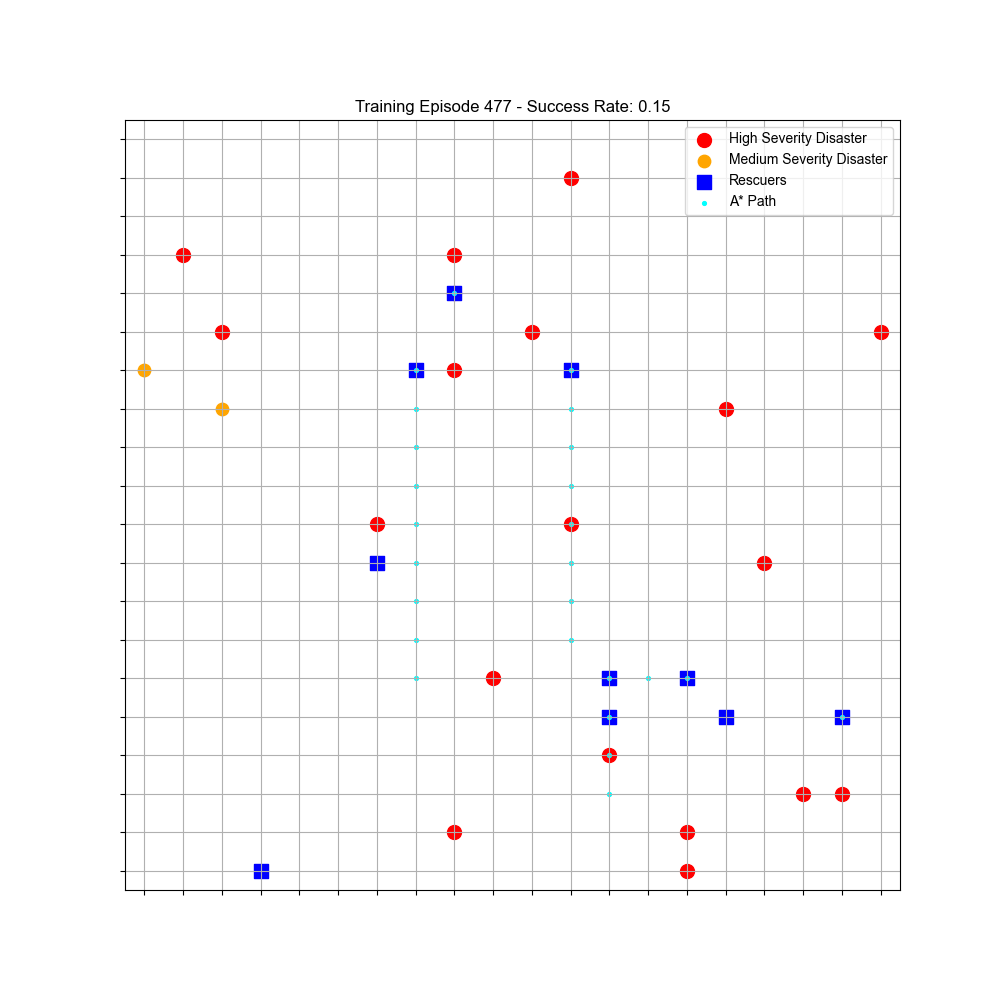 Training Episode 477 - Success Rate: 0.15
High Severity Disaster
Medium Severity Disaster
Rescuers
A* Path